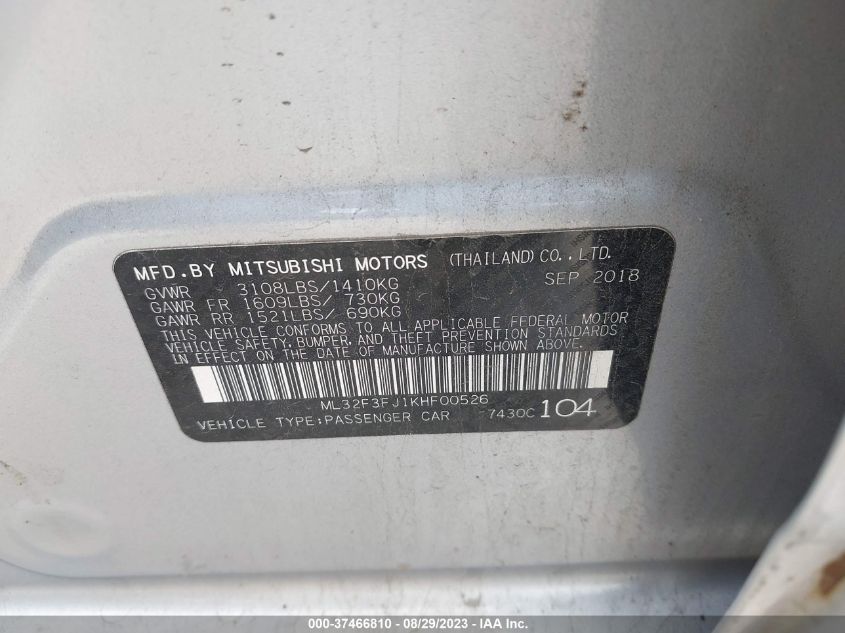 MFD.BY MITSUBISHI MOTORS (THAILAND) CO.,LTD.
GVWR 3108LBS/1410KG SEP 2018
GAWR FR 1609LBS/ 730KG
GAWR RR 1521LBS/ 690KG
THIS VEHICLE CONFORMS TO ALL APPLICABLE FEDERAL MOTOR
VEHICLE SAFETY, BUMPER, AND THEFT PREVENTION STANDARDS
IN EFFECT ON THE DATE OF MANUFACTURE SHOWN ABOVE.
ML32F3FJ1KHF00526
VEHICLE TYPE:PASSENGER CAR 7430C 104
000-37466810 - 08/29/2023 - IAA Inc.